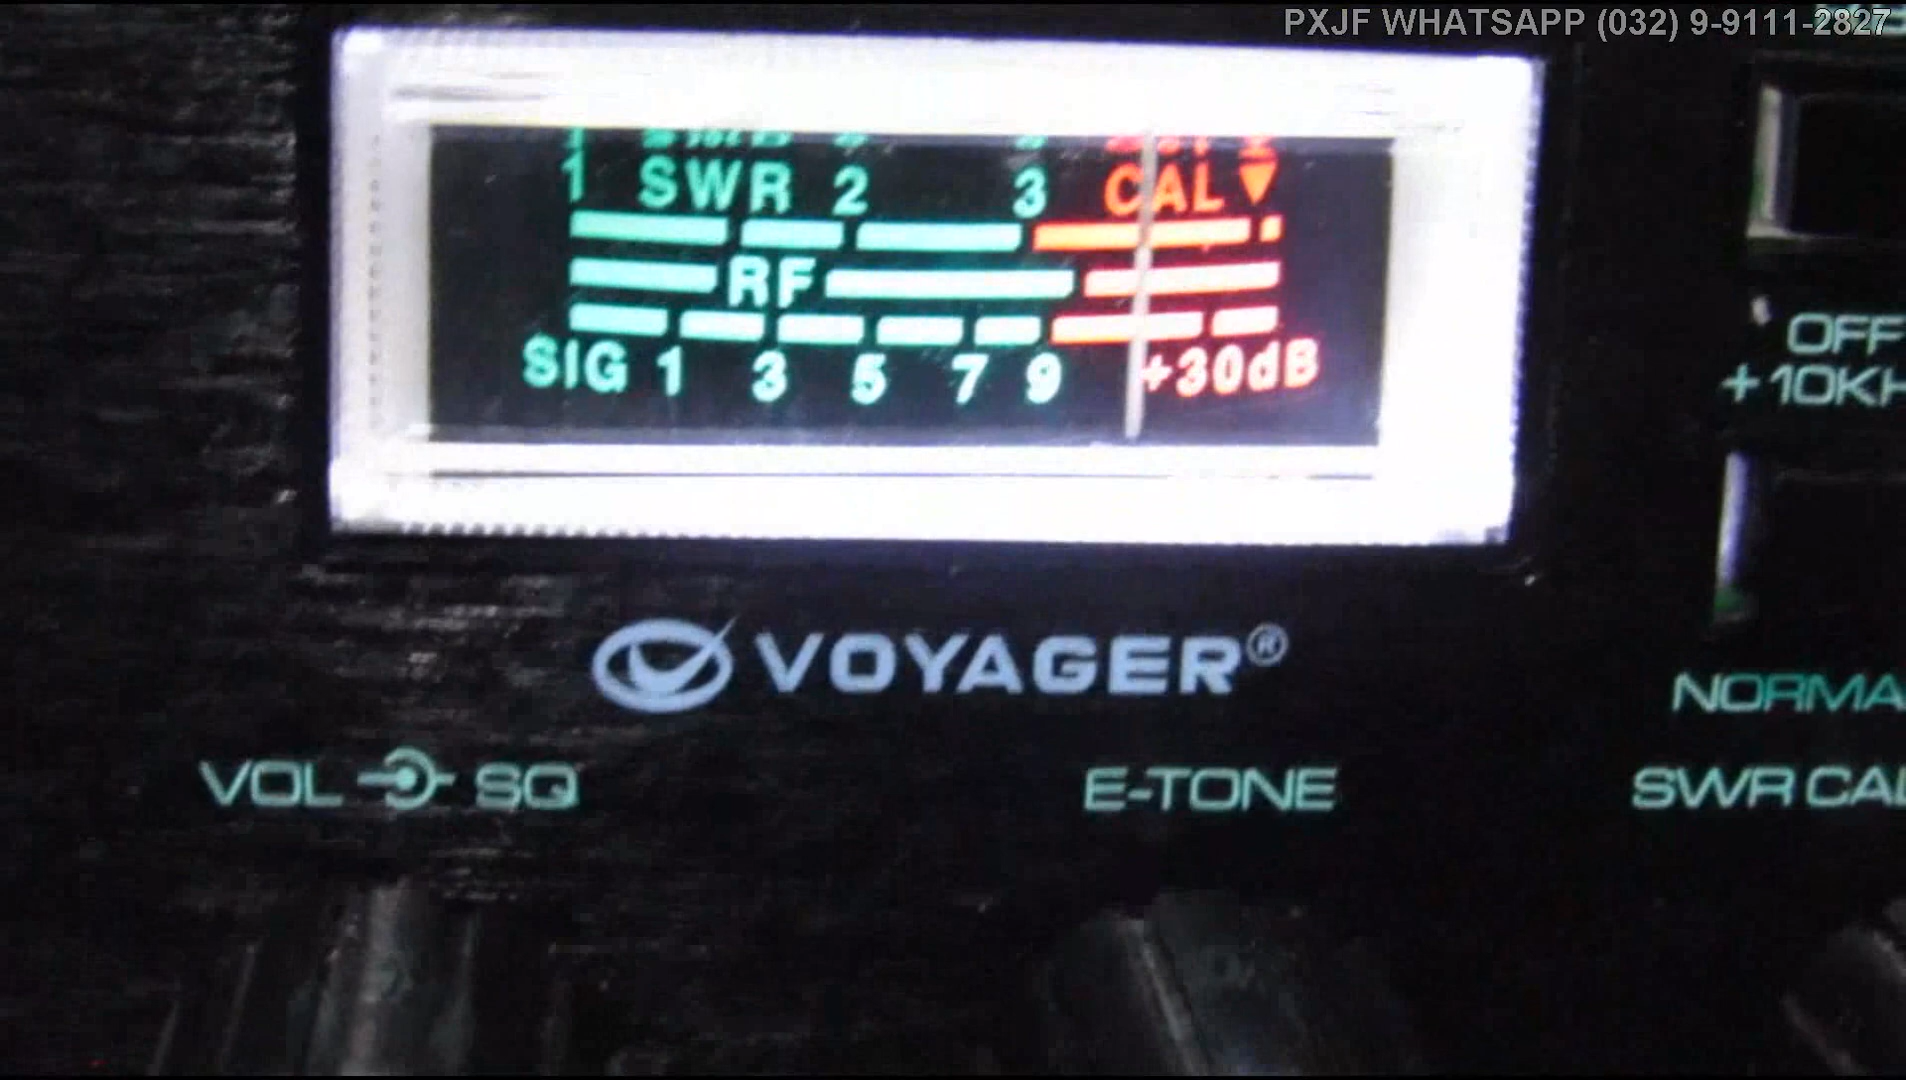 PXJF WHATSAPP (032) 9-9111-2827
1 SWR 2 3 CAL
RF
SIG 1 3 5 7 9 +30dB
OFF
+10KH
VOYAGER®
NORMA
VOL SQ E-TONE SWR CAL